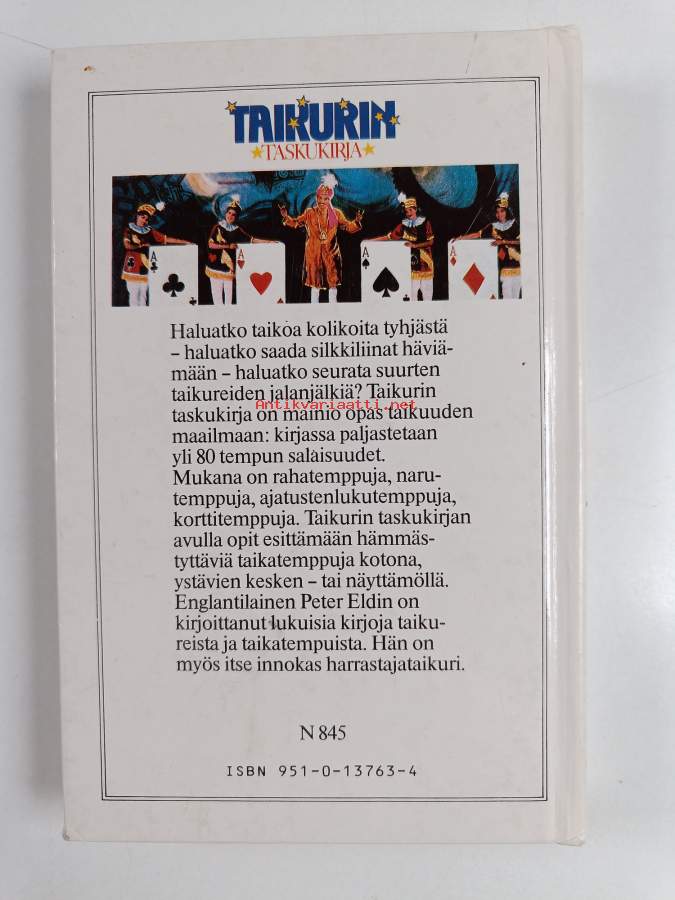 TAIKURIN
TASKUKIRJA
A
A
A
A
Haluatko taikoa kolikoita tyhjästä
– haluatko saada silkkiliinat häviä-
mään – haluatko seurata suurten
taikureiden jalanjälkiä? Taikurin
Antikvariaatti.net
taskukirja on mainio opas taikuuden
maailmaan: kirjassa paljastetaan
yli 80 tempun salaisuudet.
Mukana on rahatemppuja, naru-
temppuja, ajatustenlukutemppuja,
korttitemppuja. Taikurin taskukirjan
avulla opit esittämään hämmäs-
tyttäviä taikatemppuja kotona,
ystävien kesken – tai näyttämöllä.
Englantilainen Peter Eldin on
kirjoittanut lukuisia kirjoja taiku-
reista ja taikatempuista. Hän on
myös itse innokas harrastajataikuri.
N 845
ISBN 951-0-13763-4